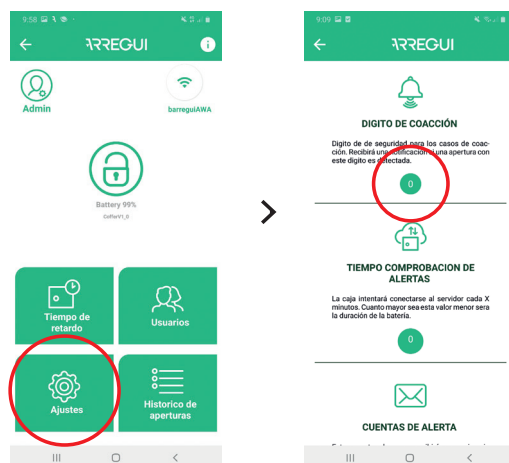 9:58
ARREGUI
i
Admin
barreguiAWA
Battery 99%
CofferV1_0
Tiempo de
retardo
Usuarios
Ajustes
Historico de
aperturas
9:09
ARREGUI
DIGITO DE COACCIÓN
Digito de de seguridad para los casos de coac-
ción. Recibirá una notificación si una apertura con
este digito es detectada.
0
TIEMPO COMPROBACION DE
ALERTAS
La caja intentará conectarse al servidor cada X
minutos. Cuanto mayor sea esta valor menor sera
la duración de la batería.
0
CUENTAS DE ALERTA